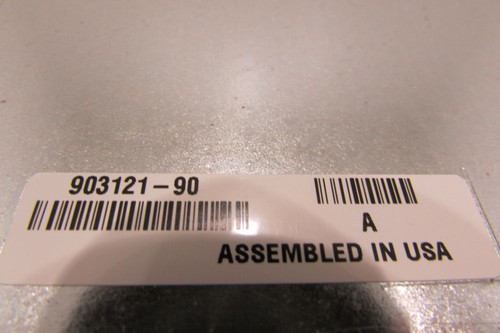 903121-90
A
ASSEMBLED IN USA